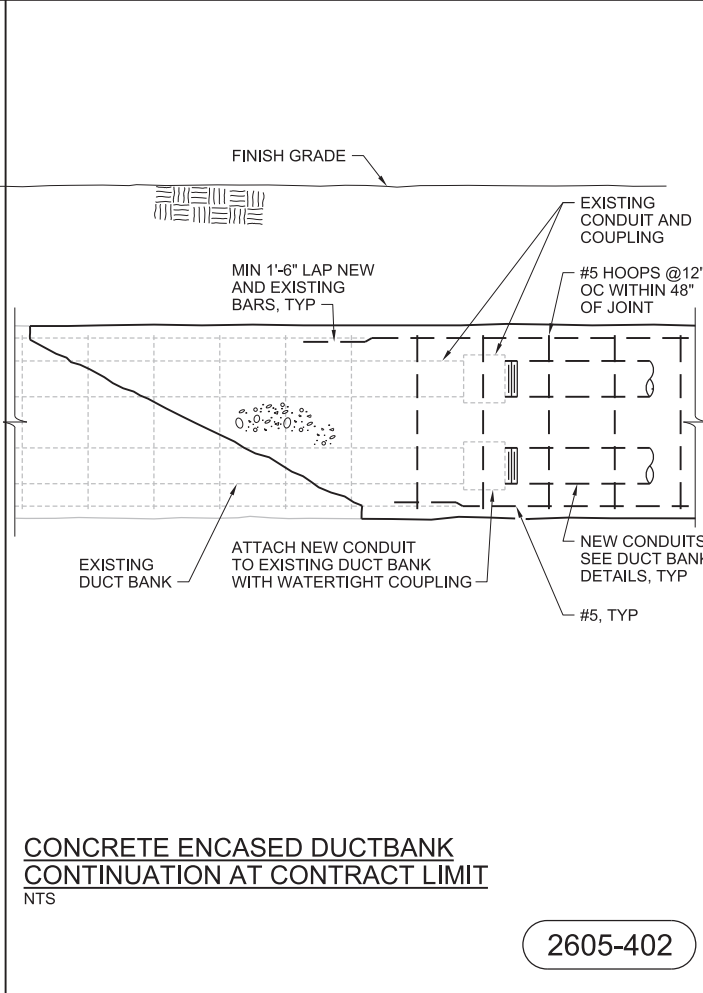 FINISH GRADE
EXISTING
CONDUIT AND
COUPLING
MIN 1'-6" LAP NEW
AND EXISTING
BARS, TYP
#5 HOOPS @12"
OC WITHIN 48"
OF JOINT
EXISTING
DUCT BANK
ATTACH NEW CONDUIT
TO EXISTING DUCT BANK
WITH WATERTIGHT COUPLING
NEW CONDUITS
SEE DUCT BANK
DETAILS, TYP
#5, TYP
CONCRETE ENCASED DUCTBANK
CONTINUATION AT CONTRACT LIMIT
NTS
2605-402